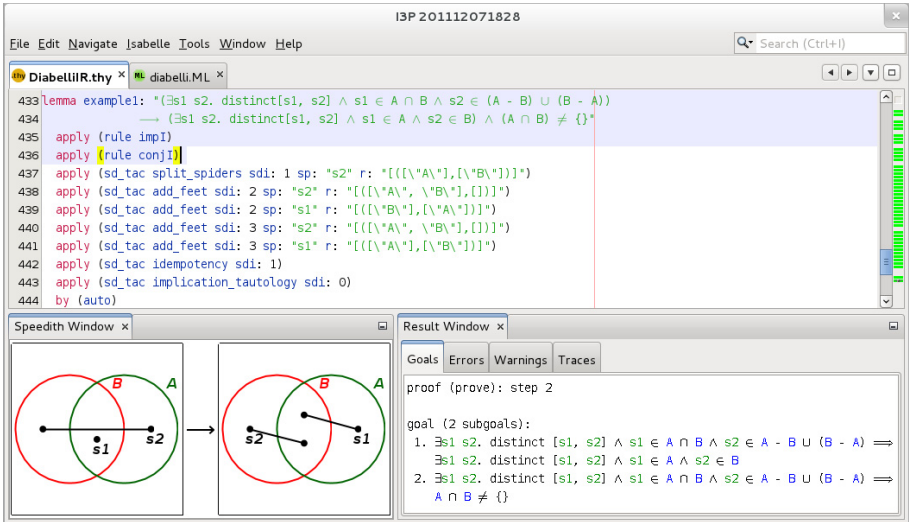 I3P 201112071828
File Edit Navigate Isabelle Tools Window Help
Search (Ctrl+I)
DiabelliIR.thy
diabelli.ML
433 lemma example1: "(∃s1 s2. distinct[s1, s2] ∧ s1 ∈ A ∩ B ∧ s2 ∈ (A - B) ∪ (B - A))
434 ⟶ (∃s1 s2. distinct[s1, s2] ∧ s1 ∈ A ∧ s2 ∈ B) ∧ (A ∩ B) ≠ {}"
435 apply (rule impI)
436 apply (rule conjI)
437 apply (sd_tac split_spiders sdi: 1 sp: "s2" r: "[([\"A\"],[\"B\"])]")
438 apply (sd_tac add_feet sdi: 2 sp: "s2" r: "[([\"A\", \"B\"],[])]")
439 apply (sd_tac add_feet sdi: 2 sp: "s1" r: "[([\"B\"],[\"A\"])]")
440 apply (sd_tac add_feet sdi: 3 sp: "s2" r: "[([\"A\", \"B\"],[])]")
441 apply (sd_tac add_feet sdi: 3 sp: "s1" r: "[([\"A\"],[\"B\"])]")
442 apply (sd_tac idempotency sdi: 1)
443 apply (sd_tac implication_tautology sdi: 0)
444 by (auto)
Speedith Window
B A
s1 s2
B A
s2 s1
Result Window
Goals Errors Warnings Traces
proof (prove): step 2
goal (2 subgoals):
1. ∃s1 s2. distinct [s1, s2] ∧ s1 ∈ A ∩ B ∧ s2 ∈ A - B ∪ (B - A) ⟹
∃s1 s2. distinct [s1, s2] ∧ s1 ∈ A ∧ s2 ∈ B
2. ∃s1 s2. distinct [s1, s2] ∧ s1 ∈ A ∩ B ∧ s2 ∈ A - B ∪ (B - A) ⟹
A ∩ B ≠ {}